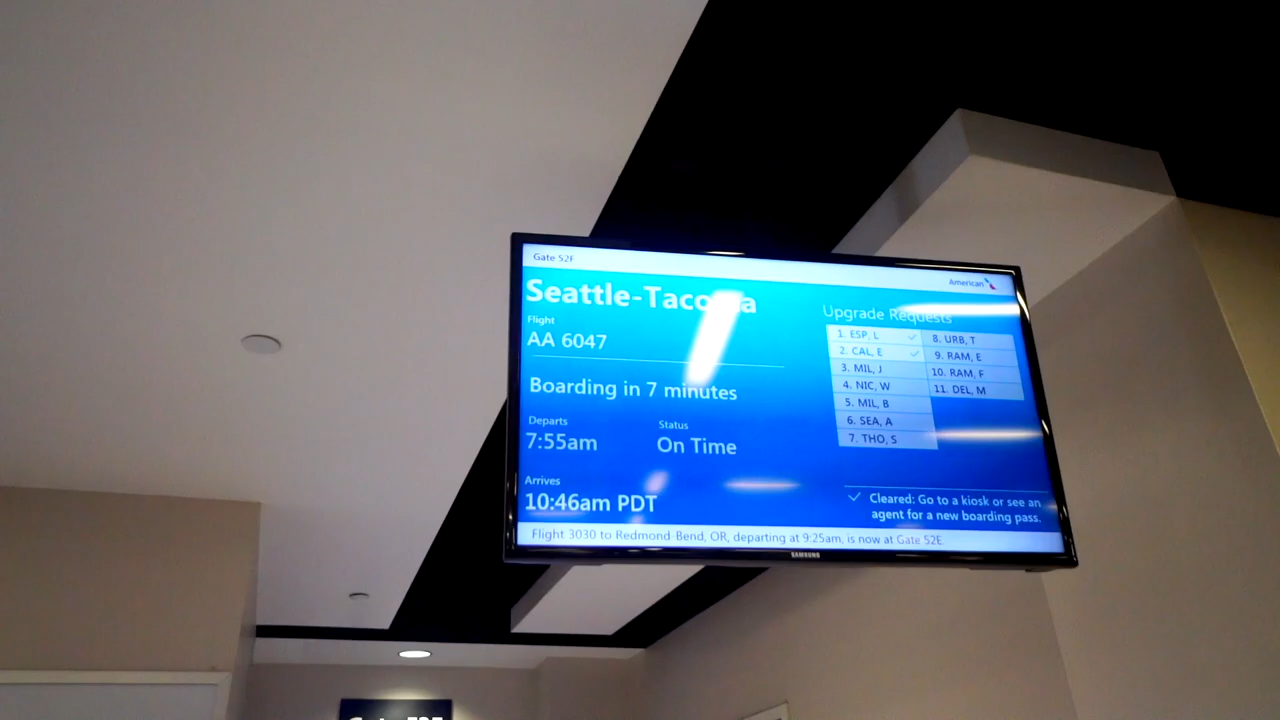 Gate 52F
American
Seattle-Tacoma
Flight
AA 6047
Boarding in 7 minutes
Departs
7:55am
Status
On Time
Arrives
10:46am PDT
Upgrade Requests
1. ESP, L ✓
2. CAL, E ✓
3. MIL, J
4. NIC, W
5. MIL, B
6. SEA, A
7. THO, S
8. URB, T
9. RAM, E
10. RAM, F
11. DEL, M
✓ Cleared: Go to a kiosk or see an
agent for a new boarding pass.
Flight 3030 to Redmond-Bend, OR, departing at 9:25am, is now at Gate 52E.
SAMSUNG
Gate